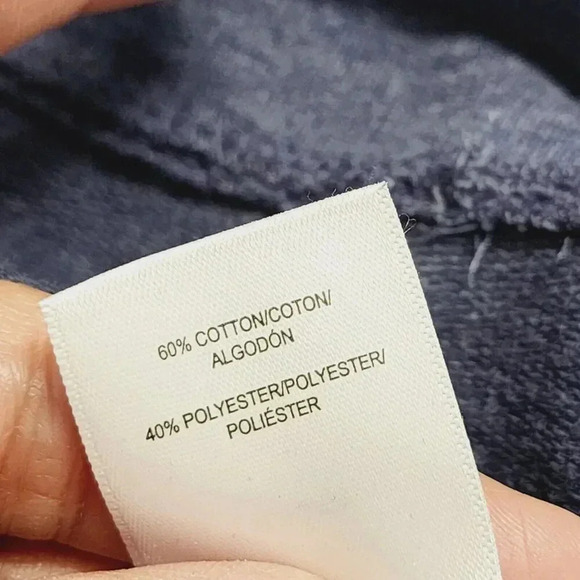 60% COTTON/COTON/
ALGODÓN
40% POLYESTER/POLYESTER/
POLIÉSTER